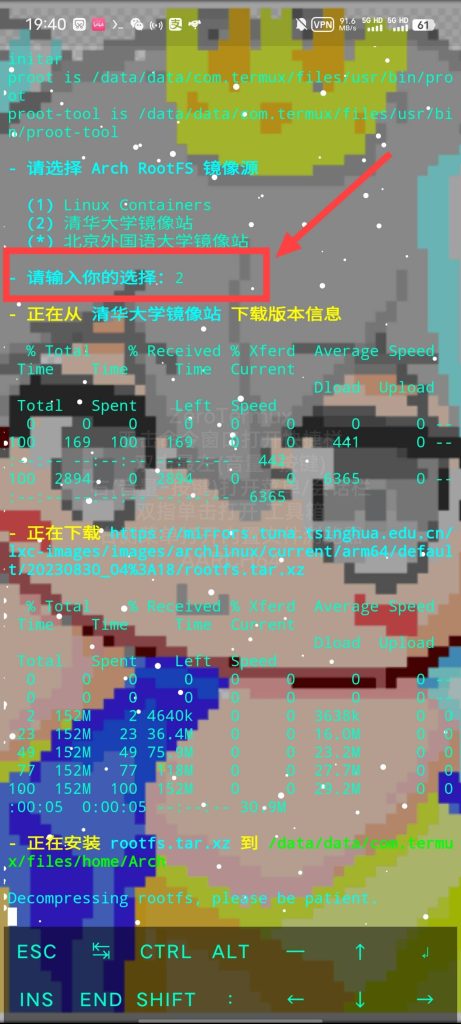 19:40 VPN 91.6 MB/s 5G HD 5G HD 61
initar
proot is /data/data/com.termux/files/usr/bin/pro
ot
proot-tool is /data/data/com.termux/files/usr/bi
n/proot-tool
- 请选择 Arch RootFS 镜像源
(1) Linux Containers
(2) 清华大学镜像站
(*) 北京外国语大学镜像站
- 请输入你的选择: 2
- 正在从 清华大学镜像站 下载版本信息
% Total % Received % Xferd Average Speed
Time Time Time Current
Dload Upload
Total Spent Left Speed
0 0 0 0 0 0 0 0 --
100 169 100 169 0 0 441 0 --
:--:-- --:--:-- --:--:-- 441
100 2894 0 2894 0 0 6365 0 --
:--:-- --:--:-- --:--:-- 6365
- 正在下载 https://mirrors.tuna.tsinghua.edu.cn/
lxc-images/images/archlinux/current/arm64/defaul
t/20230830_04%3A18/rootfs.tar.xz
% Total % Received % Xferd Average Speed
Time Time Time Current
Dload Upload
Total Spent Left Speed
0 0 0 0 0 0 0 0
0 0 0 0 0 0 0 0
2 152M 2 4640k 0 0 3638k 0 0
23 152M 23 36.4M 0 0 16.0M 0 0
49 152M 49 75.9M 0 0 23.2M 0 0
77 152M 77 118M 0 0 27.7M 0 0
100 152M 100 152M 0 0 29.2M 0 0
:00:05 0:00:05 --:--:-- 30.9M
- 正在安装 rootfs.tar.xz 到 /data/data/com.termu
x/files/home/Arch
Decompressing rootfs, please be patient.
ESC ↹ CTRL ALT — ↑ ↲
INS END SHIFT : ← ↓ →